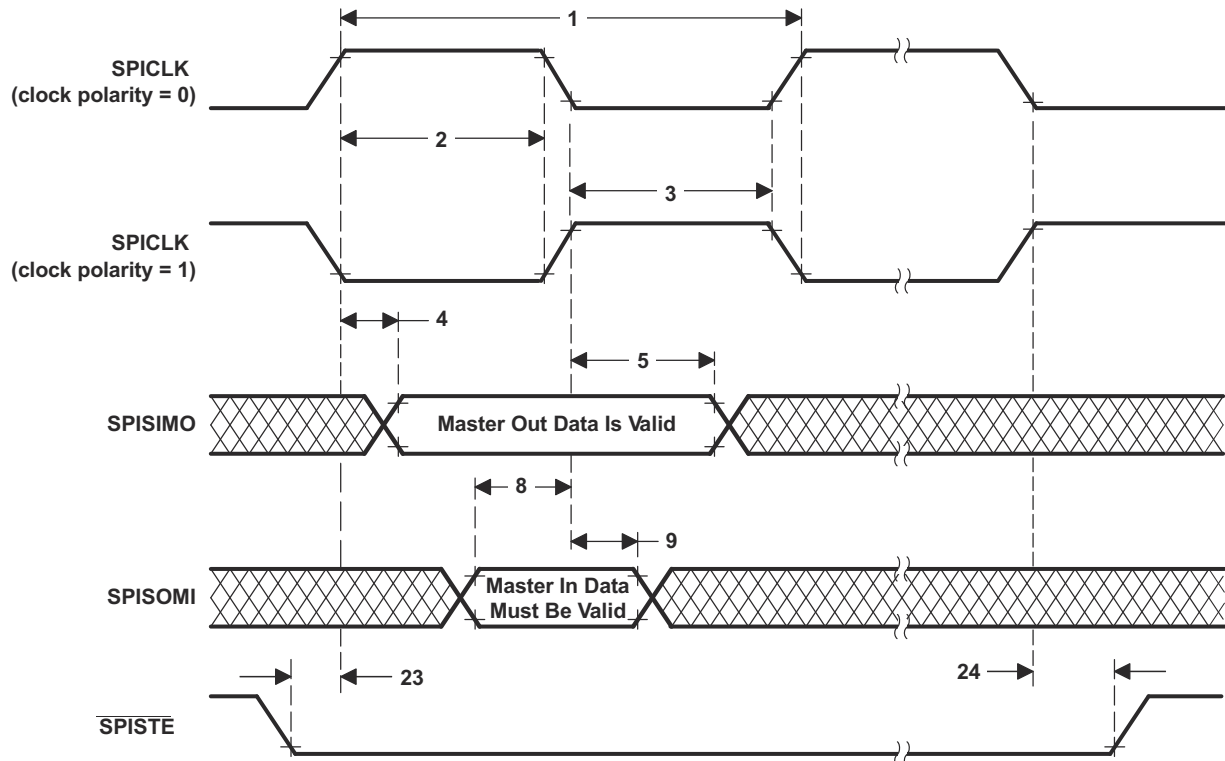 1
SPICLK
(clock polarity = 0)
2
3
SPICLK
(clock polarity = 1)
4
5
SPISIMO
Master Out Data Is Valid
8
9
SPISOMI
Master In Data
Must Be Valid
23
24
SPISTE